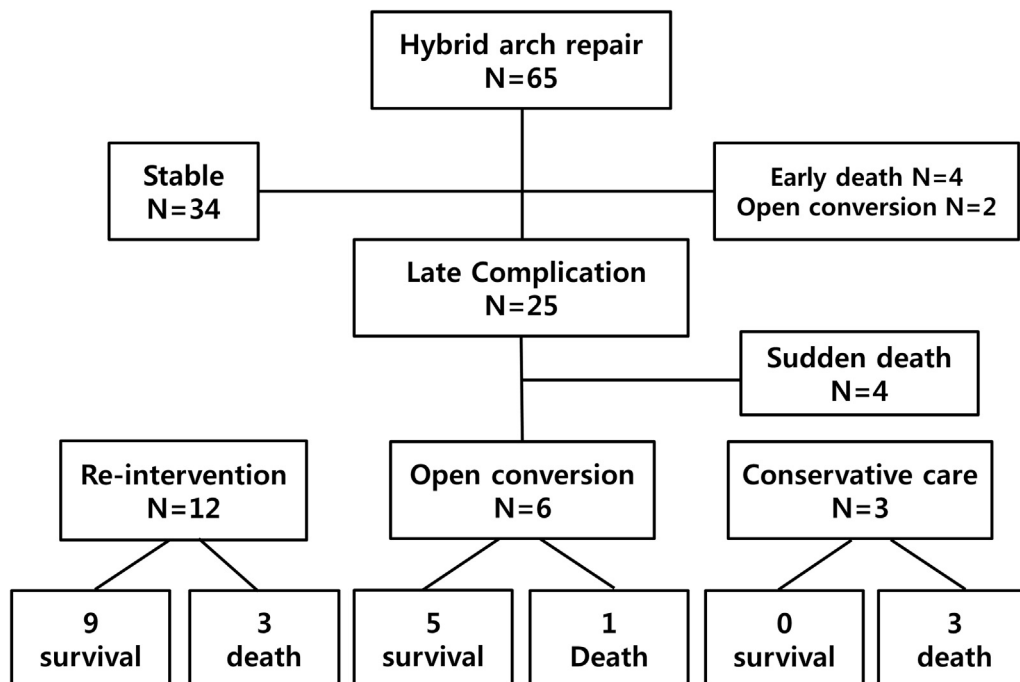 Hybrid arch repair
N=65
Stable
N=34
Early death N=4
Open conversion N=2
Late Complication
N=25
Sudden death
N=4
Re-intervention
N=12
Open conversion
N=6
Conservative care
N=3
9
survival
3
death
5
survival
1
Death
0
survival
3
death